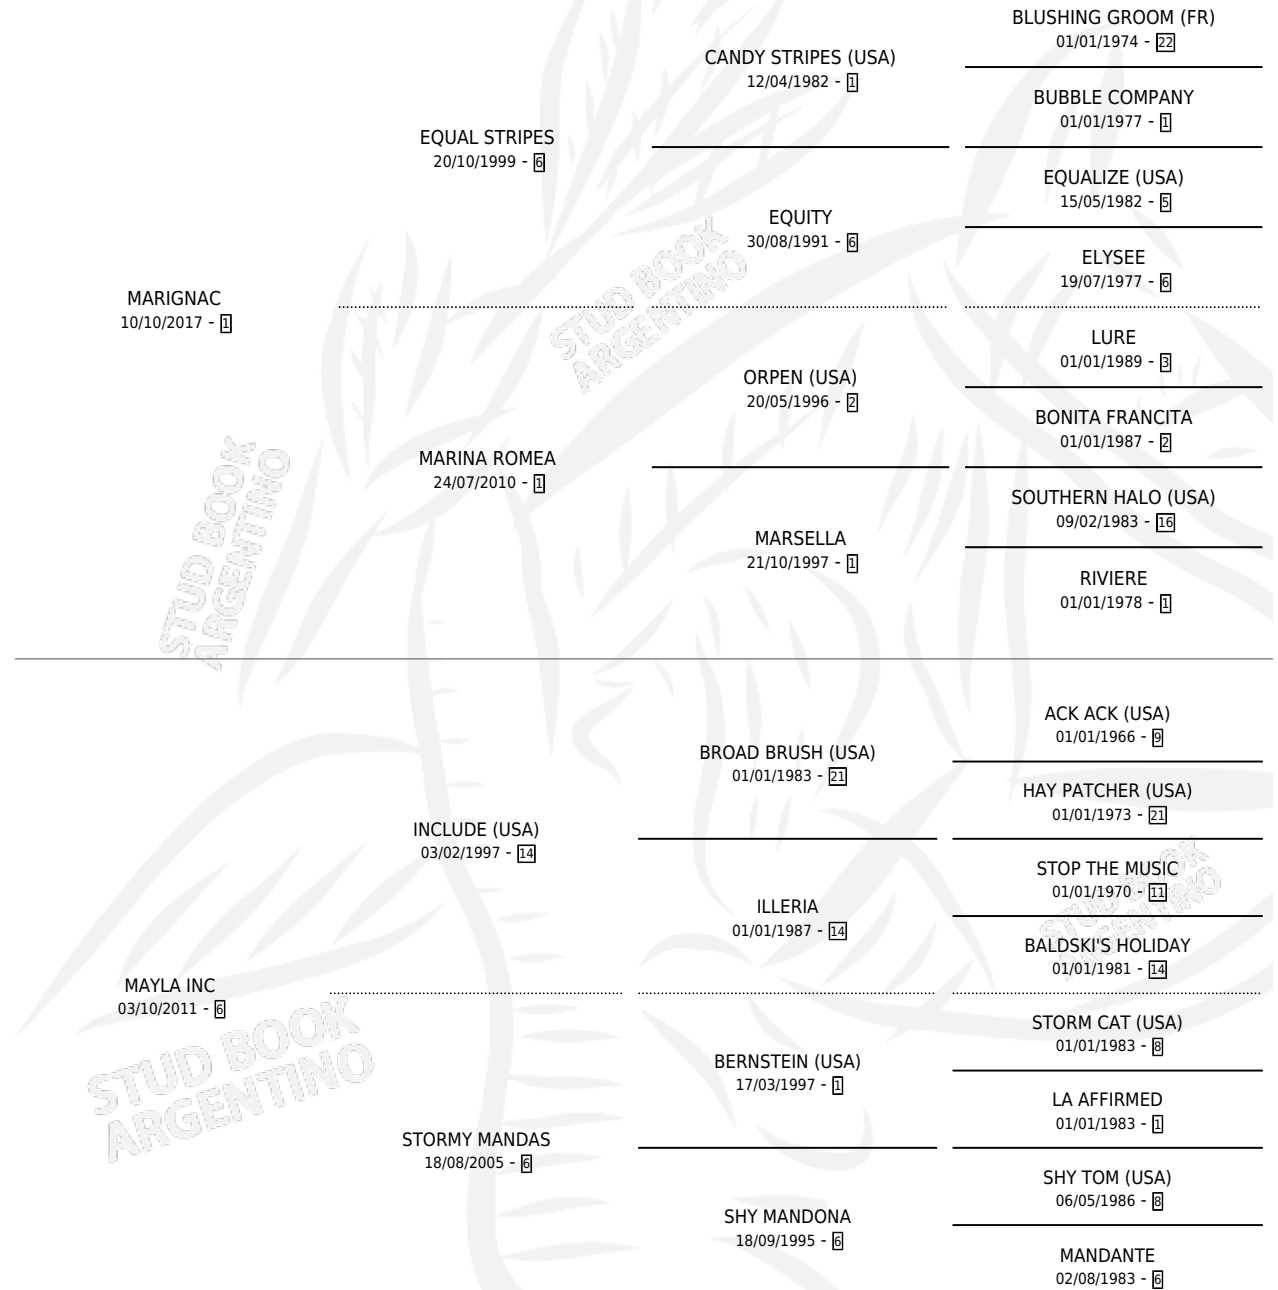 BLUSHING GROOM (FR)
01/01/1974 - 22
CANDY STRIPES (USA)
12/04/1982 - 1
BUBBLE COMPANY
01/01/1977 - 1
EQUAL STRIPES
20/10/1999 - 6
EQUALIZE (USA)
15/05/1982 - 5
EQUITY
30/08/1991 - 6
ELYSEE
19/07/1977 - 6
MARIGNAC
10/10/2017 - 1
LURE
01/01/1989 - 3
ORPEN (USA)
20/05/1996 - 2
BONITA FRANCITA
01/01/1987 - 2
MARINA ROMEA
24/07/2010 - 1
SOUTHERN HALO (USA)
09/02/1983 - 16
MARSELLA
21/10/1997 - 1
RIVIERE
01/01/1978 - 1
STUD BOOK
ARGENTINO
STUD BOOK
ARGENTINO
ACK ACK (USA)
01/01/1966 - 9
BROAD BRUSH (USA)
01/01/1983 - 21
HAY PATCHER (USA)
01/01/1973 - 21
INCLUDE (USA)
03/02/1997 - 14
STOP THE MUSIC
01/01/1970 - 11
ILLERIA
01/01/1987 - 14
BALDSKI'S HOLIDAY
01/01/1981 - 14
MAYLA INC
03/10/2011 - 6
STORM CAT (USA)
01/01/1983 - 8
BERNSTEIN (USA)
17/03/1997 - 1
LA AFFIRMED
01/01/1983 - 1
STORMY MANDAS
18/08/2005 - 6
SHY TOM (USA)
06/05/1986 - 8
SHY MANDONA
18/09/1995 - 6
MANDANTE
02/08/1983 - 6
STUD BOOK
ARGENTINO
STUD BOOK
ARGENTINO